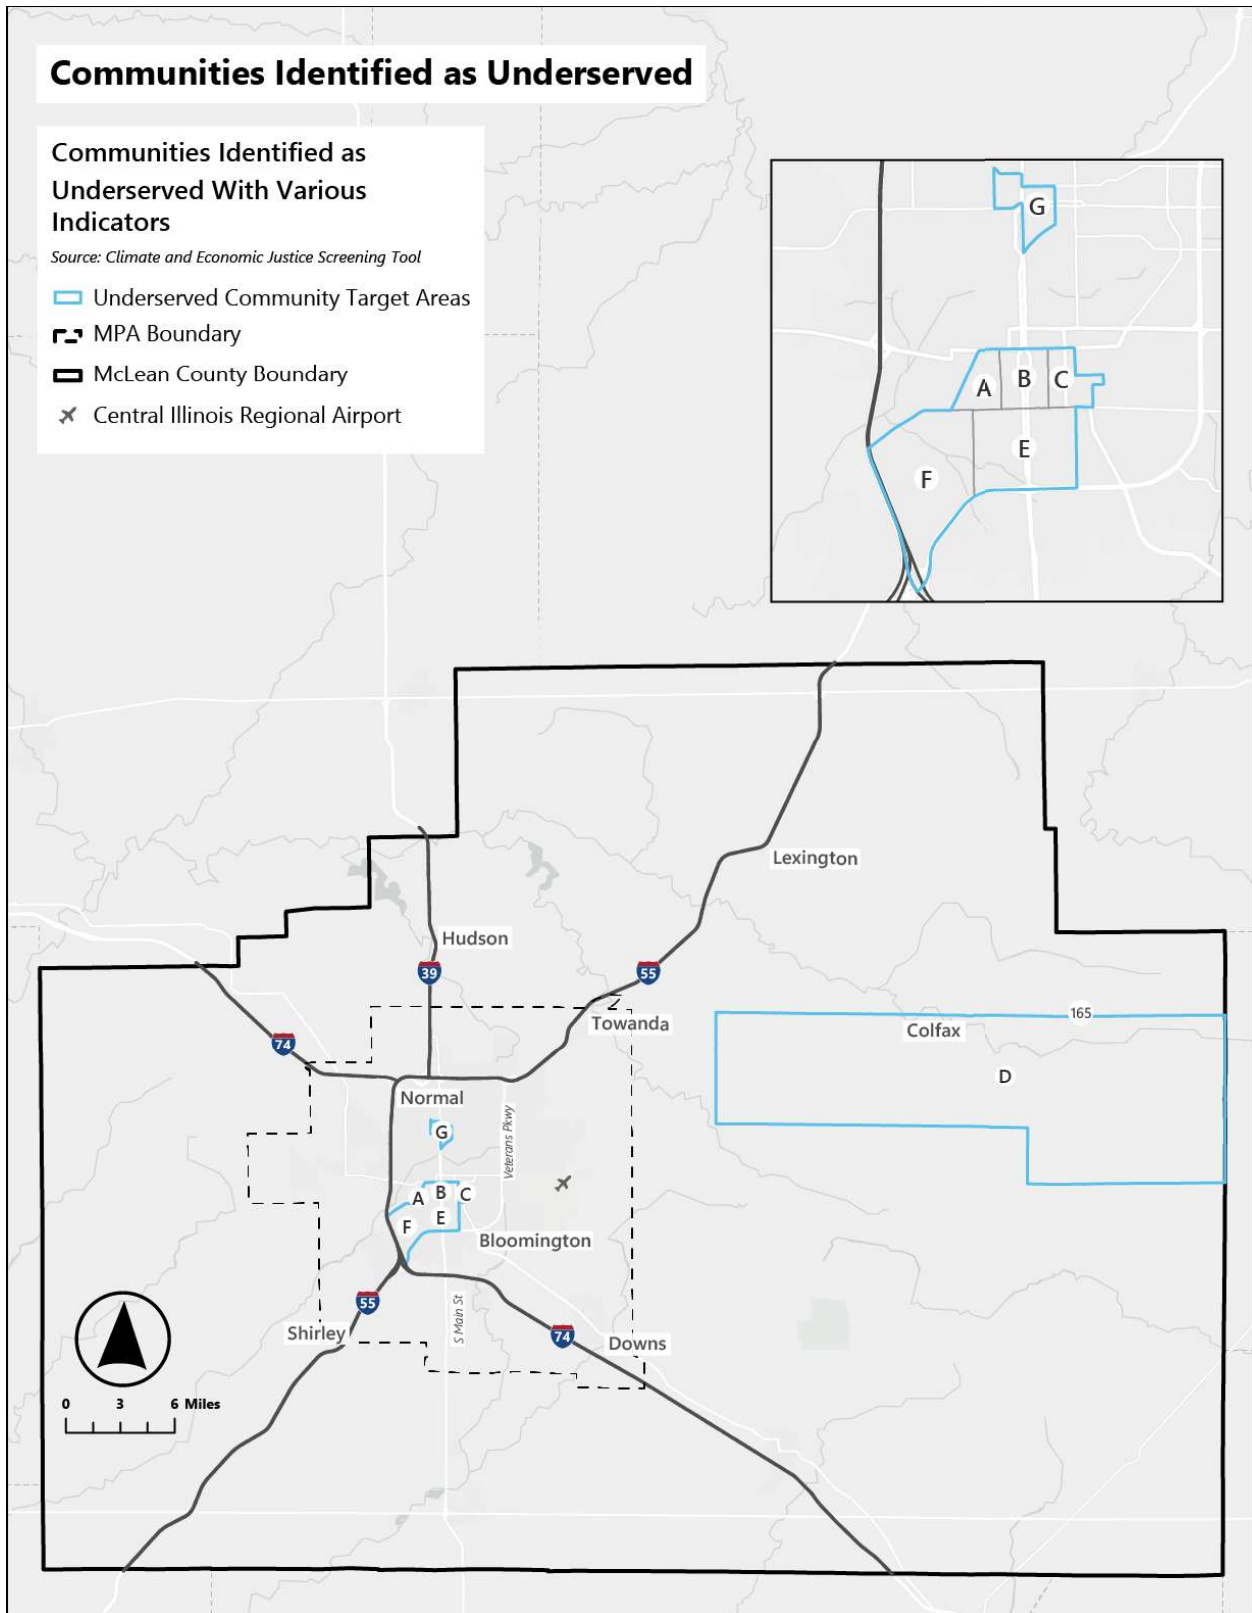 Communities Identified as Underserved
Communities Identified as
Underserved With Various
Indicators
Source: Climate and Economic Justice Screening Tool
Underserved Community Target Areas
MPA Boundary
McLean County Boundary
Central Illinois Regional Airport
G
A
B
C
E
F
Lexington
Hudson
39
55
Towanda
165
Colfax
74
D
Normal
G
Veterans Pkwy
A
B
C
F
E
Bloomington
55
S Main St
Shirley
74
Downs
0 3 6 Miles